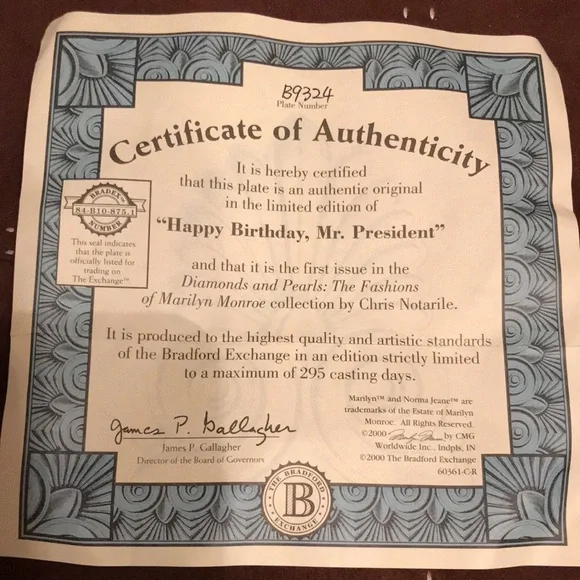 B9324
Plate Number
Certificate of Authenticity
It is hereby certified
that this plate is an authentic original
in the limited edition of
“Happy Birthday, Mr. President”
BRADEX™
84-B10-875.1
NUMBER
This seal indicates
that the plate is
officially listed for
trading on
The Exchange™
and that it is the first issue in the
Diamonds and Pearls: The Fashions
of Marilyn Monroe collection by Chris Notarile.
It is produced to the highest quality and artistic standards
of the Bradford Exchange in an edition strictly limited
to a maximum of 295 casting days.
James P. Gallagher
James P. Gallagher
Director of the Board of Governors
Marilyn™ and Norma Jeane™ are
trademarks of the Estate of Marilyn
Monroe. All Rights Reserved.
©2000 Marilyn Monroe by CMG
Worldwide Inc., Indpls, IN
©2000 The Bradford Exchange
60361-C-R
THE BRADFORD
B
EXCHANGE